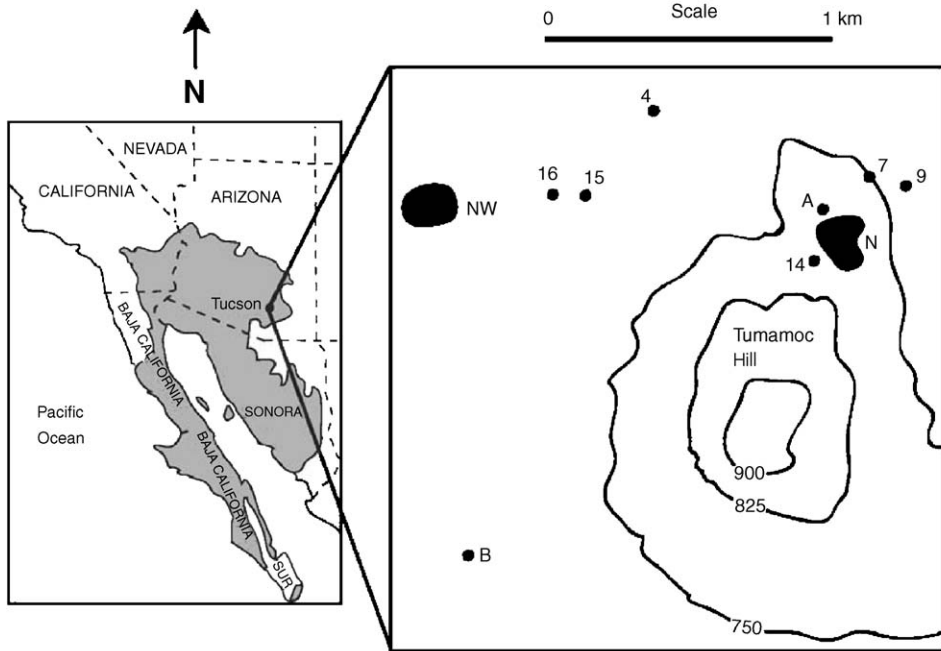 Scale
0
1 km
N
NEVADA
CALIFORNIA
ARIZONA
Tucson
BAJA CALIFORNIA
SONORA
Pacific
Ocean
BAJA CALIFORNIA
SUR
4
16
15
NW
7
9
A
N
14
Tumamoc
Hill
900
825
B
750